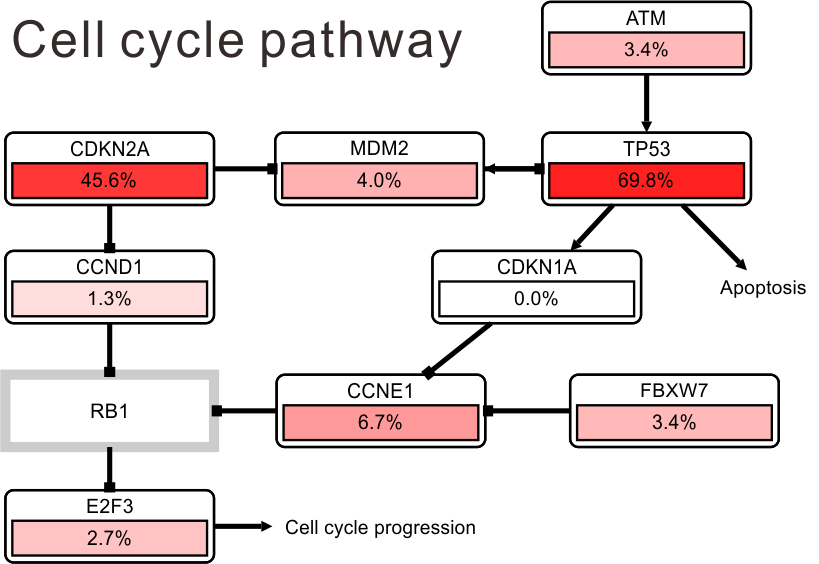 Cell cycle pathway
ATM
3.4%
CDKN2A
45.6%
MDM2
4.0%
TP53
69.8%
CCND1
1.3%
CDKN1A
0.0%
Apoptosis
RB1
CCNE1
6.7%
FBXW7
3.4%
E2F3
2.7%
Cell cycle progression